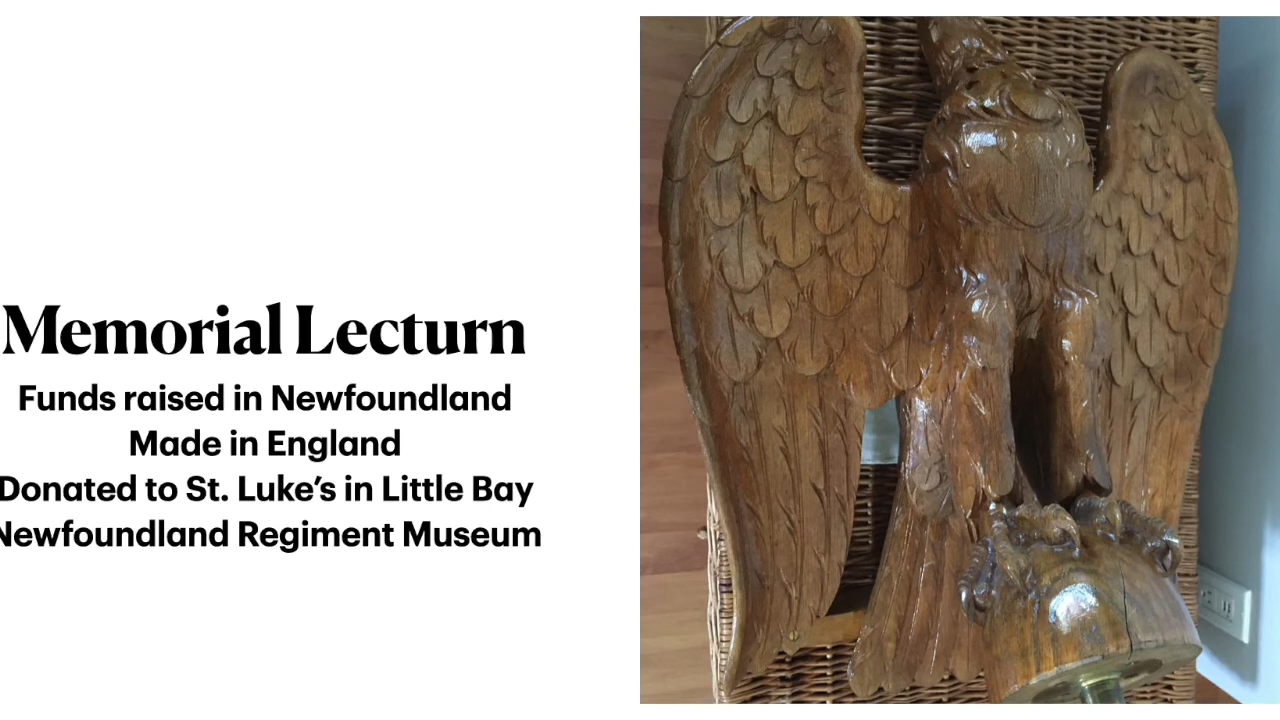 Memorial Lecturn
Funds raised in Newfoundland
Made in England
Donated to St. Luke’s in Little Bay
Newfoundland Regiment Museum